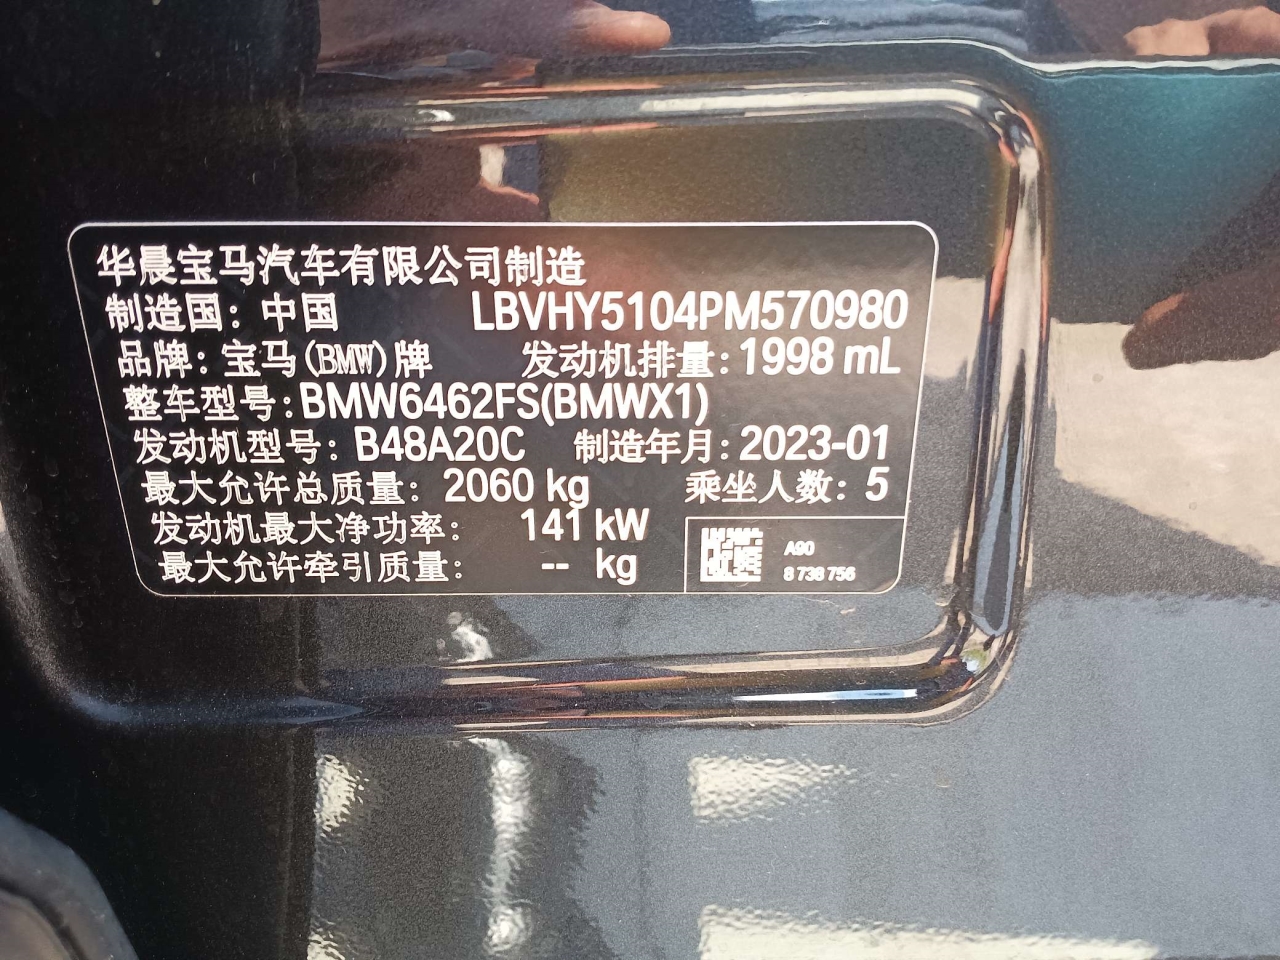 华晨宝马汽车有限公司制造
制造国：中国 LBVHY5104PM570980
品牌：宝马(BMW)牌 发动机排量：1998 mL
整车型号：BMW6462FS(BMWX1)
发动机型号：B48A20C 制造年月：2023-01
最大允许总质量：2060 kg 乘坐人数：5
发动机最大净功率：141 kW
最大允许牵引质量：-- kg
A90
8 738 756